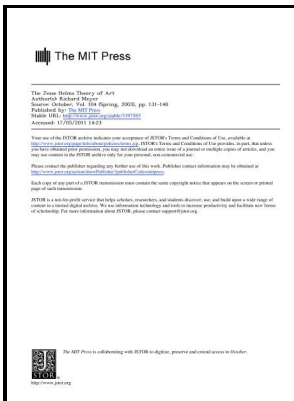 The MIT Press
The Jesse Helms Theory of Art
Author(s): Richard Meyer
Source: October, Vol. 104 (Spring, 2003), pp. 131-148
Published by: The MIT Press
Stable URL: http://www.jstor.org/stable/3397585
Accessed: 17/05/2011 14:23
Your use of the JSTOR archive indicates your acceptance of JSTOR's Terms and Conditions of Use, available at
http://www.jstor.org/page/info/about/policies/terms.jsp. JSTOR's Terms and Conditions of Use provides, in part, that unless
you have obtained prior permission, you may not download an entire issue of a journal or multiple copies of articles, and you
may use content in the JSTOR archive only for your personal, non-commercial use.
Please contact the publisher regarding any further use of this work. Publisher contact information may be obtained at
http://www.jstor.org/action/showPublisher?publisherCode=mitpress.
Each copy of any part of a JSTOR transmission must contain the same copyright notice that appears on the screen or printed
page of such transmission.
JSTOR is a not-for-profit service that helps scholars, researchers, and students discover, use, and build upon a wide range of
content in a trusted digital archive. We use information technology and tools to increase productivity and facilitate new forms
of scholarship. For more information about JSTOR, please contact support@jstor.org.
The MIT Press is collaborating with JSTOR to digitize, preserve and extend access to October.
JSTOR
http://www.jstor.org